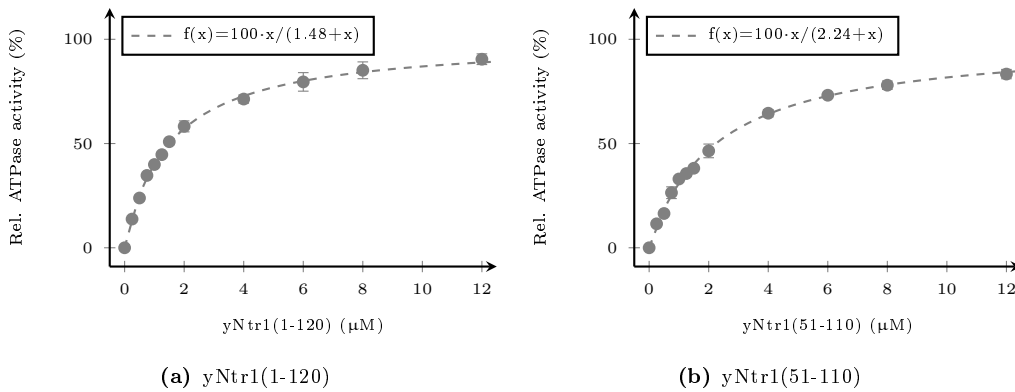 f(x)=100·x/(1.48+x)
100
50
0
Rel. ATPase activity (%)
0 2 4 6 8 10 12
yNtr1(1-120) (μM)
(a) yNtr1(1-120)
f(x)=100·x/(2.24+x)
100
50
0
Rel. ATPase activity (%)
0 2 4 6 8 10 12
yNtr1(51-110) (μM)
(b) yNtr1(51-110)